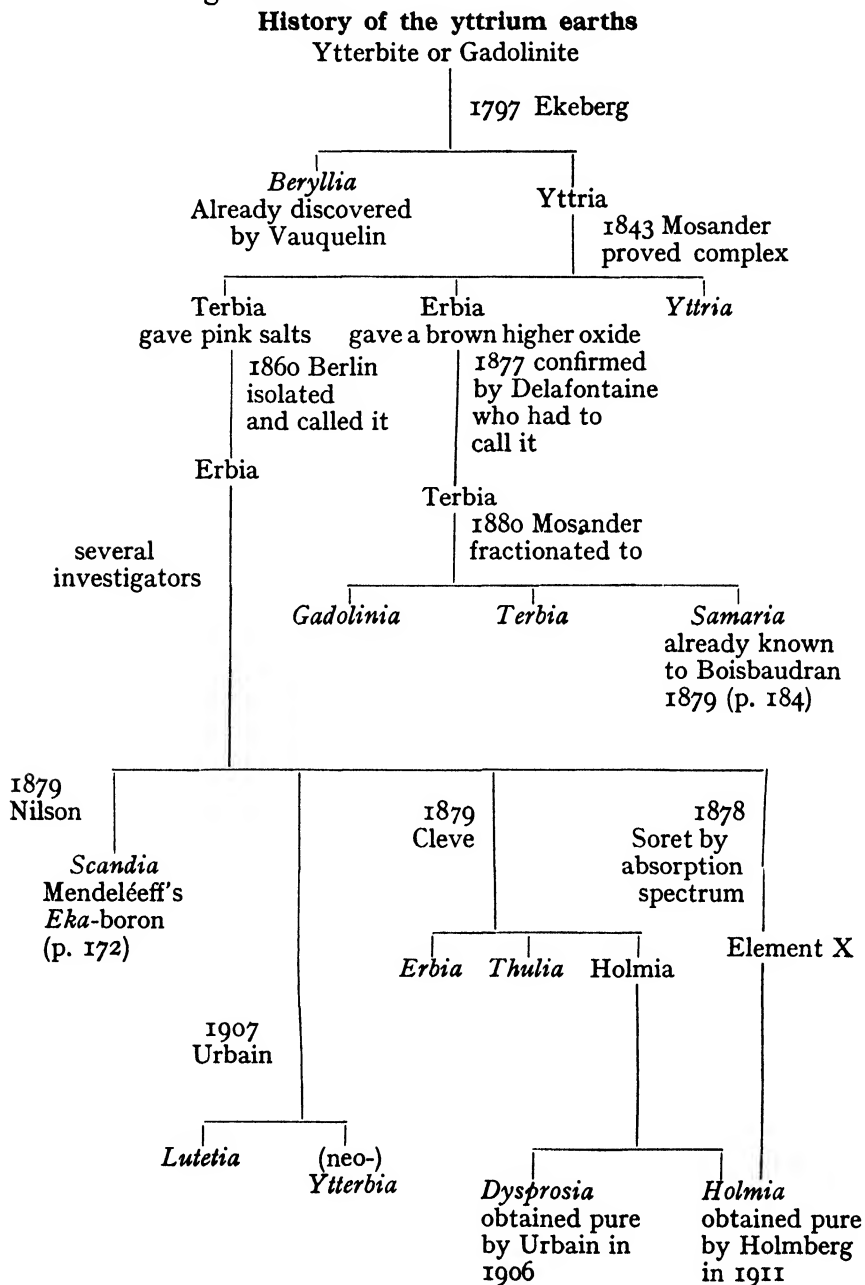 History of the yttrium earths
Ytterbite or Gadolinite
1797 Ekeberg
Beryllia
Already discovered
by Vauquelin
Yttria
1843 Mosander
proved complex
Terbia
gave pink salts
Erbia
gave a brown higher oxide
Yttria
1860 Berlin
isolated
and called it
1877 confirmed
by Delafontaine
who had to
call it
Erbia
Terbia
1880 Mosander
fractionated to
several
investigators
Gadolinia
Terbia
Samaria
already known
to Boisbaudran
1879 (p. 184)
1879
Nilson
Scandia
Mendeléeff's
Eka-boron
(p. 172)
1879
Cleve
1878
Soret by
absorption
spectrum
Erbia
Thulia
Holmia
Element X
1907
Urbain
Lutetia
(neo-)
Ytterbia
Dysprosia
obtained pure
by Urbain in
1906
Holmia
obtained pure
by Holmberg
in 1911